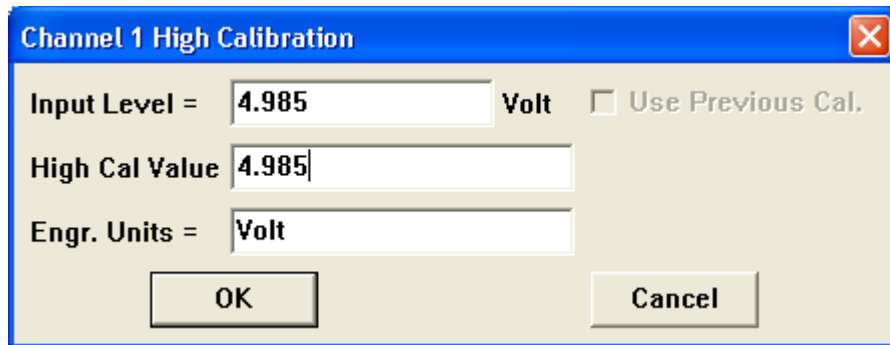 Channel 1 High Calibration
Input Level = 4.985 Volt Use Previous Cal.
High Cal Value 4.985
Engr. Units = Volt
OK Cancel